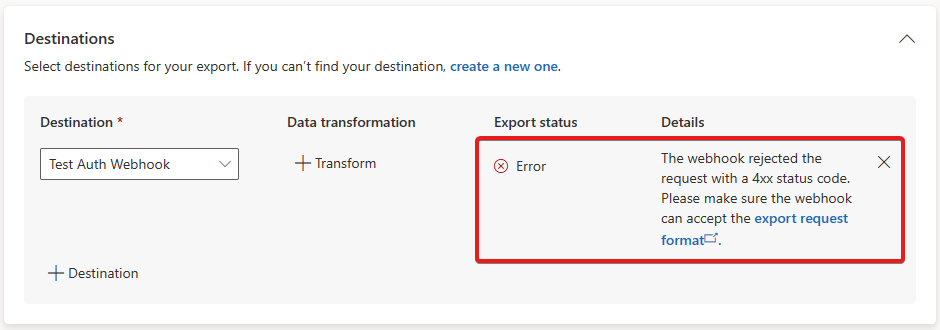 Destinations
Select destinations for your export. If you can’t find your destination, create a new one.
Destination *
Data transformation
Export status
Details
Test Auth Webhook
Transform
Error
The webhook rejected the
request with a 4xx status code.
Please make sure the webhook
can accept the export request
format.
Destination